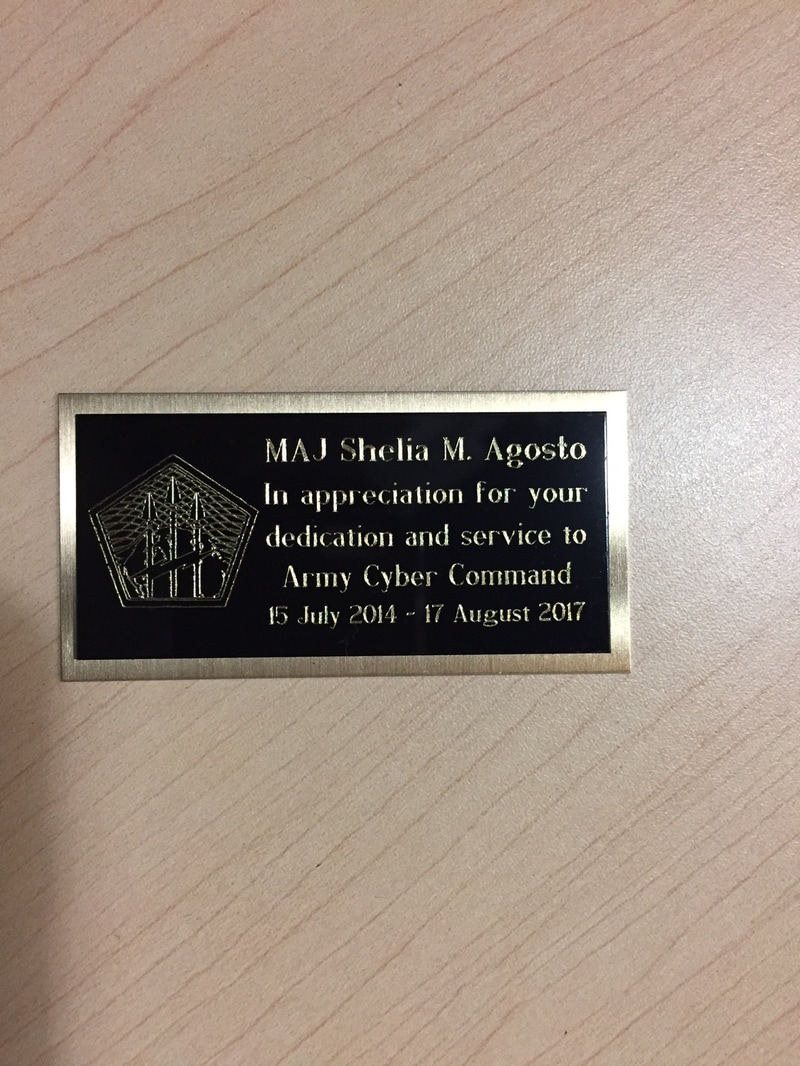 MAJ Shelia M. Agosto
In appreciation for your
dedication and service to
Army Cyber Command
15 July 2014 - 17 August 2017